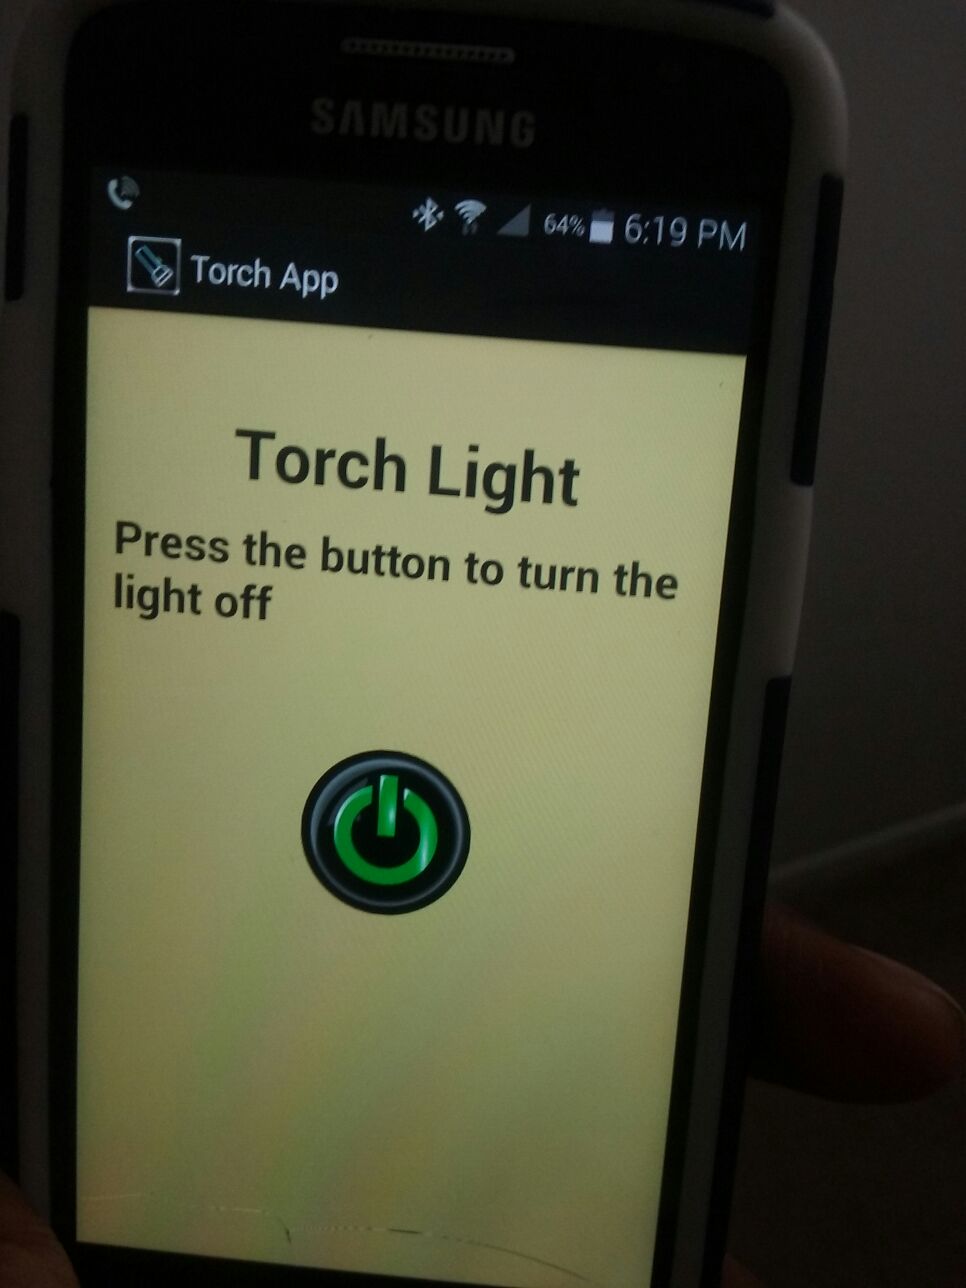 SAMSUNG
64% 6:19 PM
Torch App
Torch Light
Press the button to turn the
light off